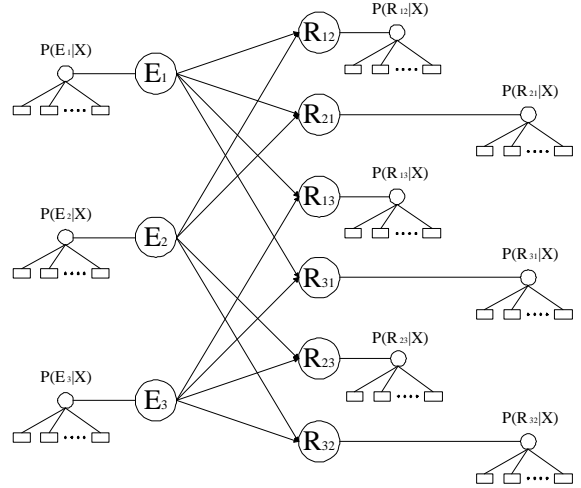 R12
P(R12|X)
P(E1|X)
E1
....
....
P(R21|X)
R21
....
P(R13|X)
R13
P(E2|X)
E2
....
....
P(R31|X)
R31
....
P(R23|X)
R23
P(E3|X)
E3
....
....
P(R32|X)
R32
....